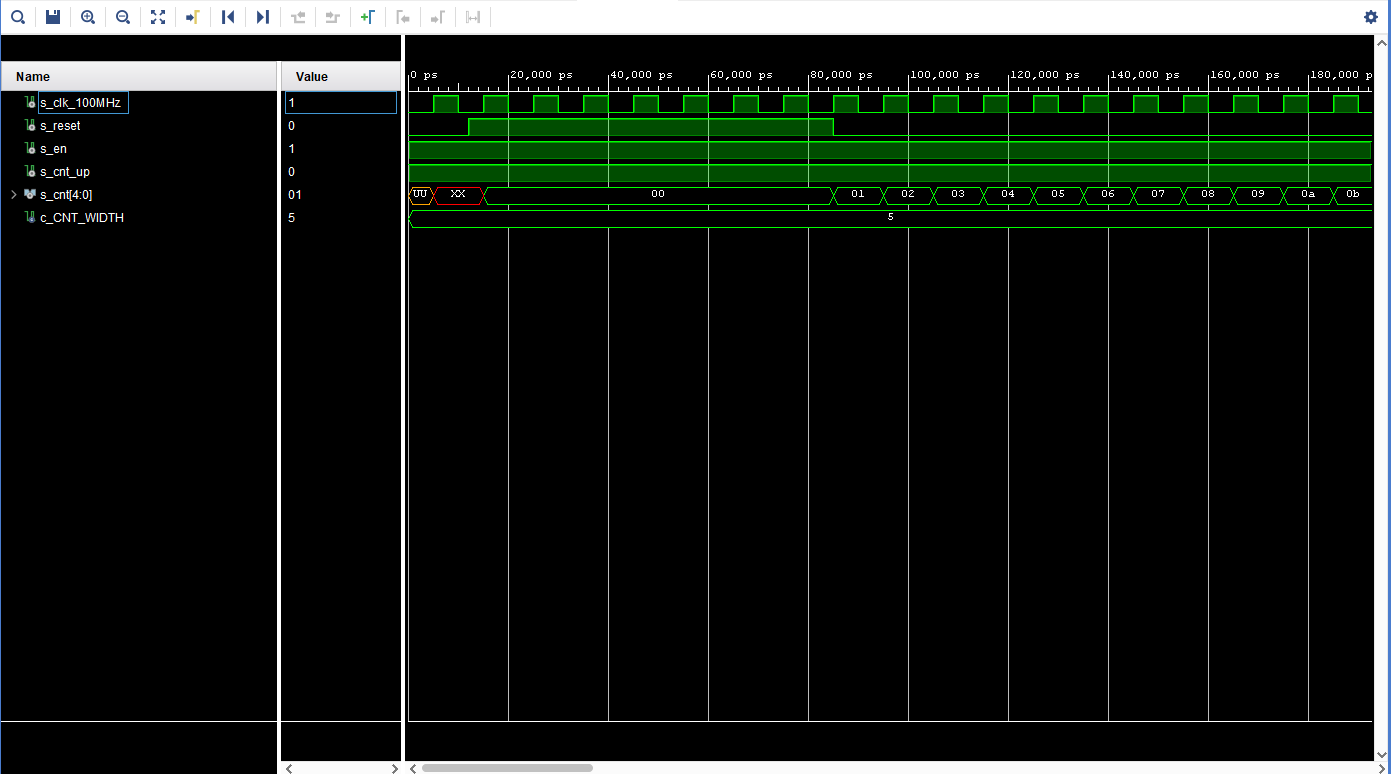 Name Value
0 ps 20,000 ps 40,000 ps 60,000 ps 80,000 ps 100,000 ps 120,000 ps 140,000 ps 160,000 ps 180,000 p
s_clk_100MHz 1
s_reset 0
s_en 1
s_cnt_up 0
s_cnt[4:0] 01 UU XX 00 01 02 03 04 05 06 07 08 09 0a 0b
c_CNT_WIDTH 5 5